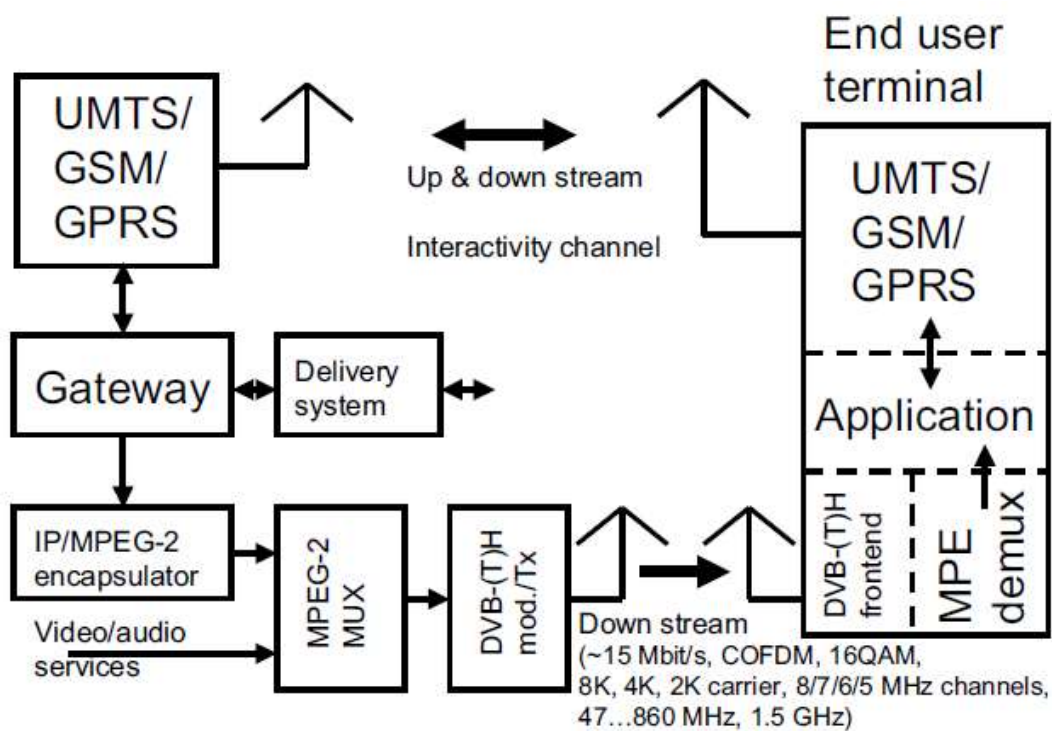 End user
terminal
UMTS/
GSM/
GPRS
Up & down stream
Interactivity channel
UMTS/
GSM/
GPRS
Gateway
Delivery
system
Application
IP/MPEG-2
encapsulator
Video/audio
services
MPEG-2
MUX
DVB-(T)H
mod./Tx
Down stream
(~15 Mbit/s, COFDM, 16QAM,
8K, 4K, 2K carrier, 8/7/6/5 MHz channels,
47...860 MHz, 1.5 GHz)
DVB-(T)H
frontend
MPE
demux